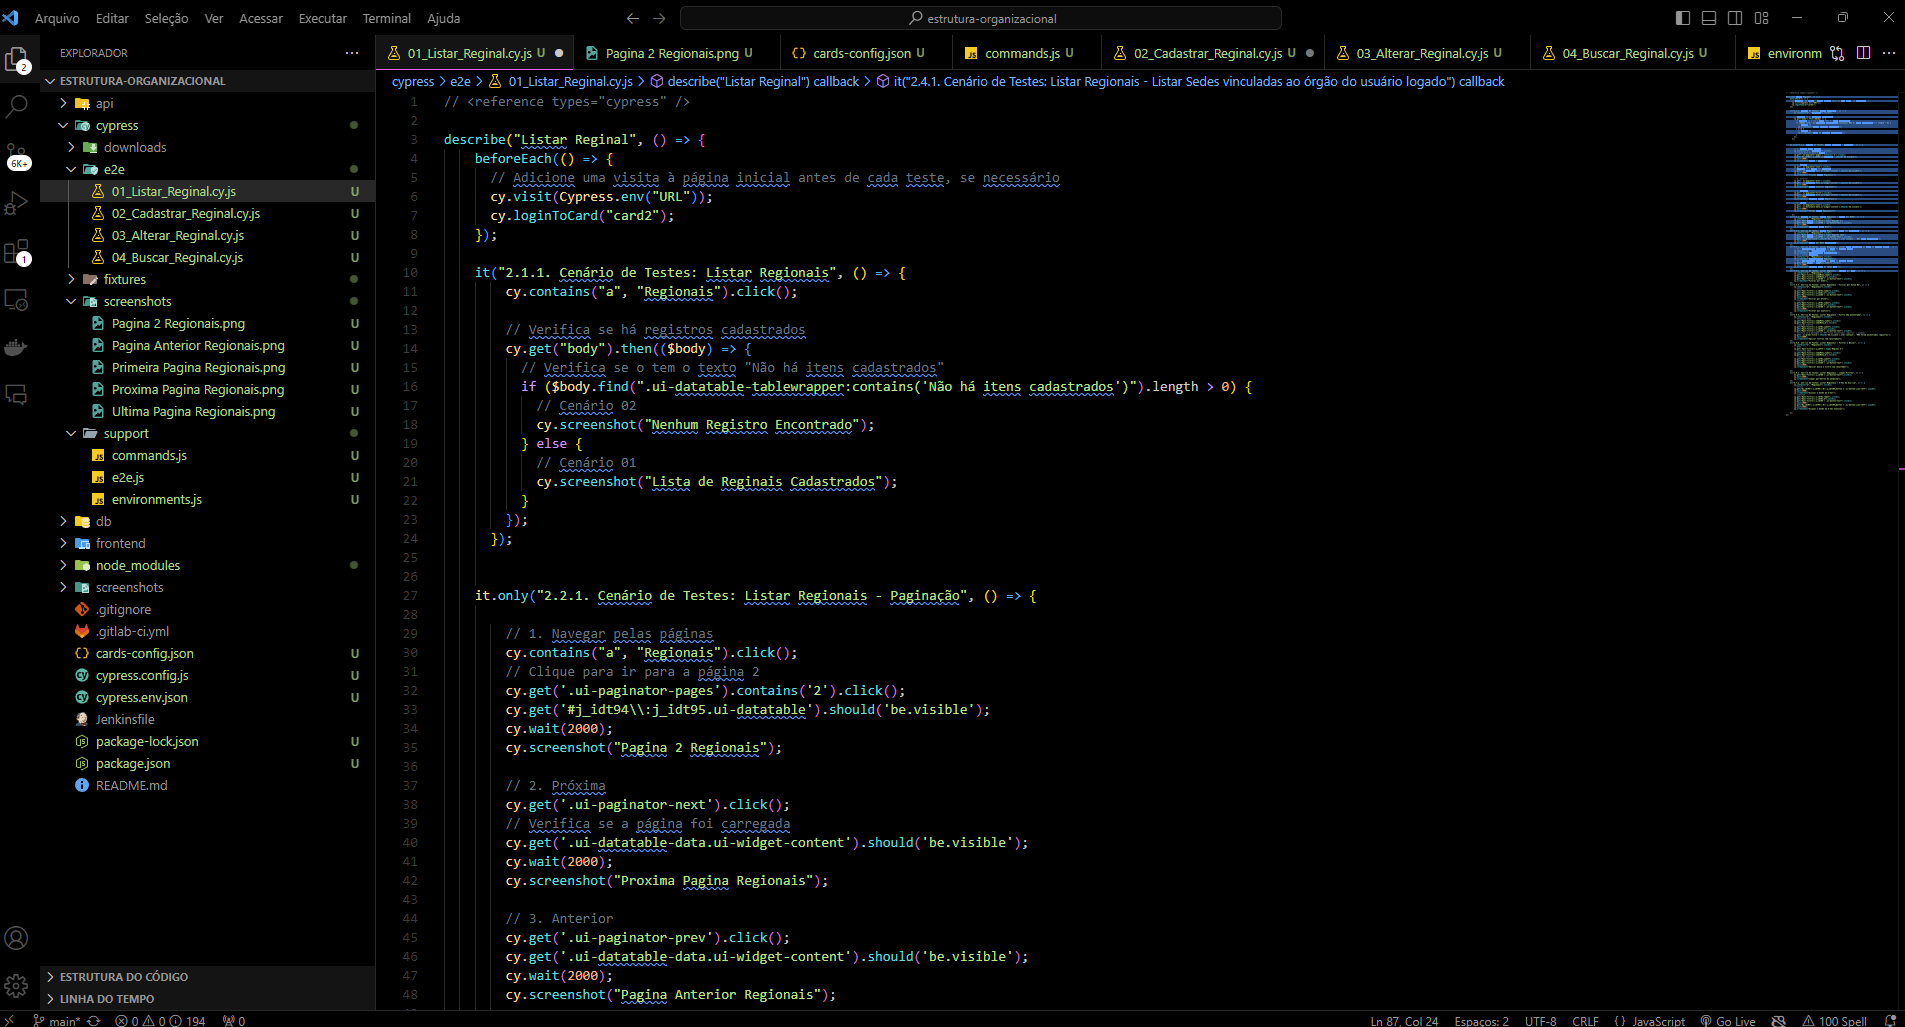 Arquivo Editar Seleção Ver Acessar Executar Terminal Ajuda
estrutura-organizacional
EXPLORADOR
01_Listar_Reginal.cy.js U
Pagina 2 Regionais.png U
cards-config.json U
commands.js U
02_Cadastrar_Reginal.cy.js U
03_Alterar_Reginal.cy.js U
04_Buscar_Reginal.cy.js U
environm
cypress > e2e > 01_Listar_Reginal.cy.js > describe("Listar Reginal") callback > it("2.4.1. Cenário de Testes: Listar Regionais - Listar Sedes vinculadas ao órgão do usuário logado") callback
2
6K+
1
ESTRUTURA-ORGANIZACIONAL
api
cypress
downloads
e2e
01_Listar_Reginal.cy.js U
02_Cadastrar_Reginal.cy.js U
03_Alterar_Reginal.cy.js U
04_Buscar_Reginal.cy.js U
fixtures
screenshots
Pagina 2 Regionais.png U
Pagina Anterior Regionais.png U
Primeira Pagina Regionais.png U
Proxima Pagina Regionais.png U
Ultima Pagina Regionais.png U
support
commands.js U
e2e.js U
environments.js U
db
frontend
node_modules
screenshots
.gitignore
.gitlab-ci.yml
cards-config.json U
cypress.config.js U
cypress.env.json U
Jenkinsfile
package-lock.json U
package.json U
README.md
ESTRUTURA DO CÓDIGO
LINHA DO TEMPO
1 // <reference types="cypress" />
2
3 describe("Listar Reginal", () => {
4 beforeEach(() => {
5 // Adicione uma visita à página inicial antes de cada teste, se necessário
6 cy.visit(Cypress.env("URL"));
7 cy.loginToCard("card2");
8 });
9
10 it("2.1.1. Cenário de Testes: Listar Regionais", () => {
11 cy.contains("a", "Regionais").click();
12
13 // Verifica se há registros cadastrados
14 cy.get("body").then(($body) => {
15 // Verifica se o tem o texto "Não há itens cadastrados"
16 if ($body.find(".ui-datatable-tablewrapper:contains('Não há itens cadastrados')").length > 0) {
17 // Cenário 02
18 cy.screenshot("Nenhum Registro Encontrado");
19 } else {
20 // Cenário 01
21 cy.screenshot("Lista de Reginais Cadastrados");
22 }
23 });
24 });
25
26
27 it.only("2.2.1. Cenário de Testes: Listar Regionais - Paginação", () => {
28
29 // 1. Navegar pelas páginas
30 cy.contains("a", "Regionais").click();
31 // Clique para ir para a página 2
32 cy.get('.ui-paginator-pages').contains('2').click();
33 cy.get('#j_idt94\\:j_idt95.ui-datatable').should('be.visible');
34 cy.wait(2000);
35 cy.screenshot("Pagina 2 Regionais");
36
37 // 2. Próxima
38 cy.get('.ui-paginator-next').click();
39 // Verifica se a página foi carregada
40 cy.get('.ui-datatable-data.ui-widget-content').should('be.visible');
41 cy.wait(2000);
42 cy.screenshot("Proxima Pagina Regionais");
43
44 // 3. Anterior
45 cy.get('.ui-paginator-prev').click();
46 cy.get('.ui-datatable-data.ui-widget-content').should('be.visible');
47 cy.wait(2000);
48 cy.screenshot("Pagina Anterior Regionais");
main* 0 0 194 0 Ln 87, Col 24 Espaços: 2 UTF-8 CRLF { } JavaScript Go Live 100 Spell